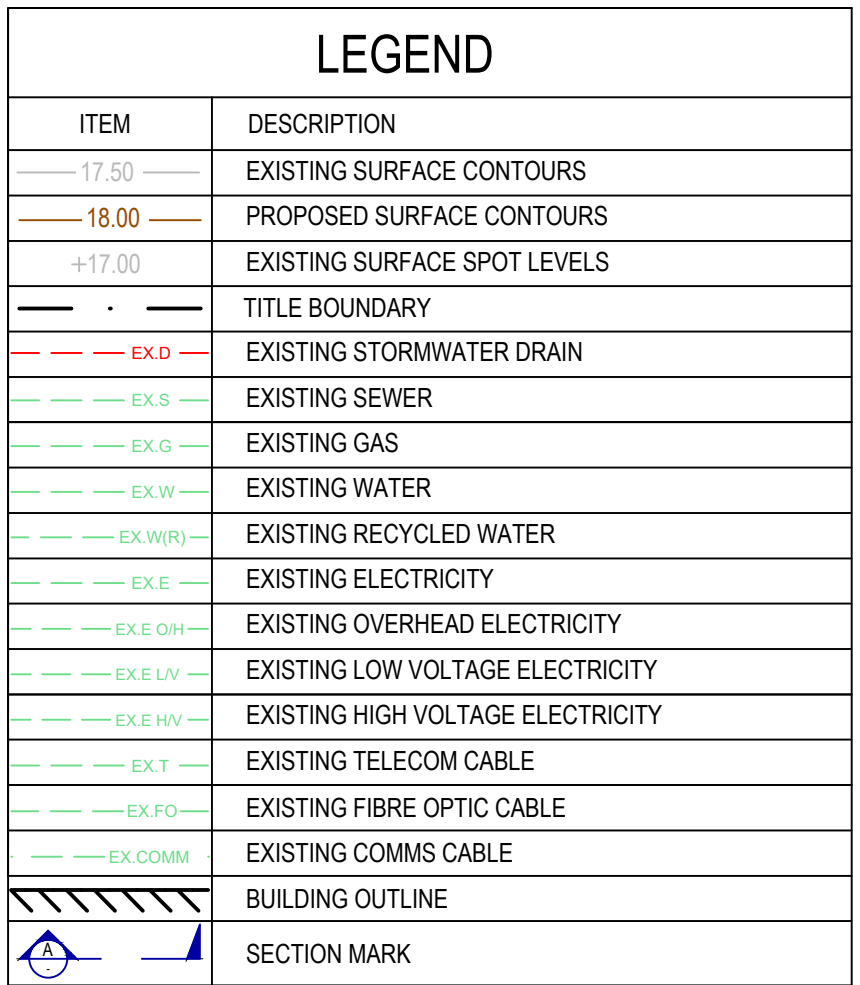 LEGEND
ITEM DESCRIPTION
17.50 EXISTING SURFACE CONTOURS
18.00 PROPOSED SURFACE CONTOURS
+17.00 EXISTING SURFACE SPOT LEVELS
TITLE BOUNDARY
EX.D EXISTING STORMWATER DRAIN
EX.S EXISTING SEWER
EX.G EXISTING GAS
EX.W EXISTING WATER
EX.W(R) EXISTING RECYCLED WATER
EX.E EXISTING ELECTRICITY
EX.E O/H EXISTING OVERHEAD ELECTRICITY
EX.E L/V EXISTING LOW VOLTAGE ELECTRICITY
EX.E H/V EXISTING HIGH VOLTAGE ELECTRICITY
EX.T EXISTING TELECOM CABLE
EX.FO EXISTING FIBRE OPTIC CABLE
EX.COMM EXISTING COMMS CABLE
BUILDING OUTLINE
A
- SECTION MARK